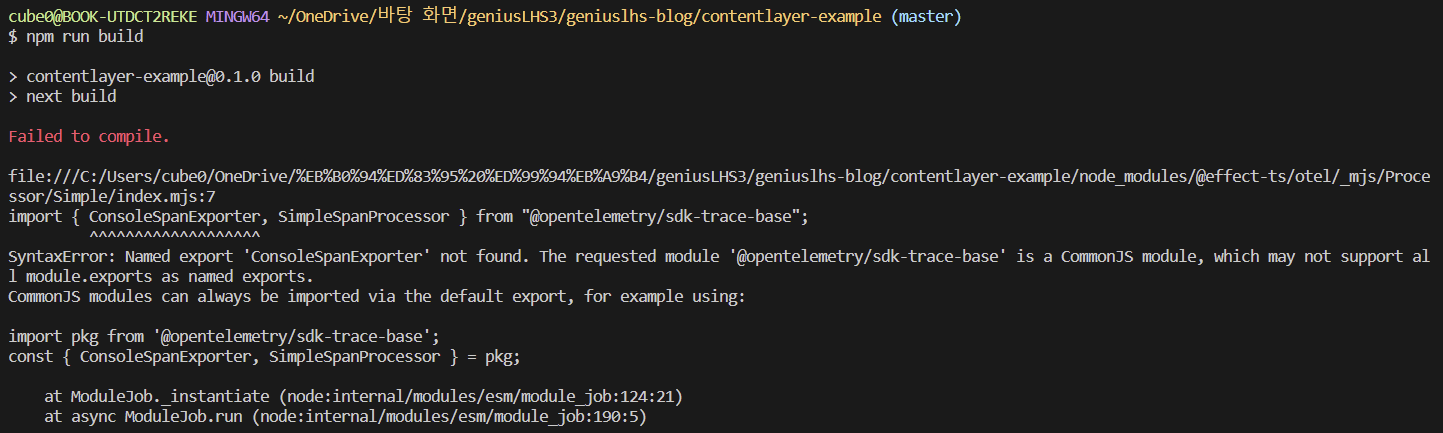 cube0@BOOK-UTDCT2REKE MINGW64 ~/OneDrive/바탕 화면/geniusLHS3/geniuslhs-blog/contentlayer-example (master)
$ npm run build
> contentlayer-example@0.1.0 build
> next build
Failed to compile.
file:///C:/Users/cube0/OneDrive/%EB%B0%94%ED%83%95%20%ED%99%94%EB%A9%B4/geniusLHS3/geniuslhs-blog/contentlayer-example/node_modules/@effect-ts/otel/_mjs/Proce
ssor/Simple/index.mjs:7
import { ConsoleSpanExporter, SimpleSpanProcessor } from "@opentelemetry/sdk-trace-base";
         ^^^^^^^^^^^^^^^^^^^
SyntaxError: Named export 'ConsoleSpanExporter' not found. The requested module '@opentelemetry/sdk-trace-base' is a CommonJS module, which may not support al
l module.exports as named exports.
CommonJS modules can always be imported via the default export, for example using:
import pkg from '@opentelemetry/sdk-trace-base';
const { ConsoleSpanExporter, SimpleSpanProcessor } = pkg;
    at ModuleJob._instantiate (node:internal/modules/esm/module_job:124:21)
    at async ModuleJob.run (node:internal/modules/esm/module_job:190:5)